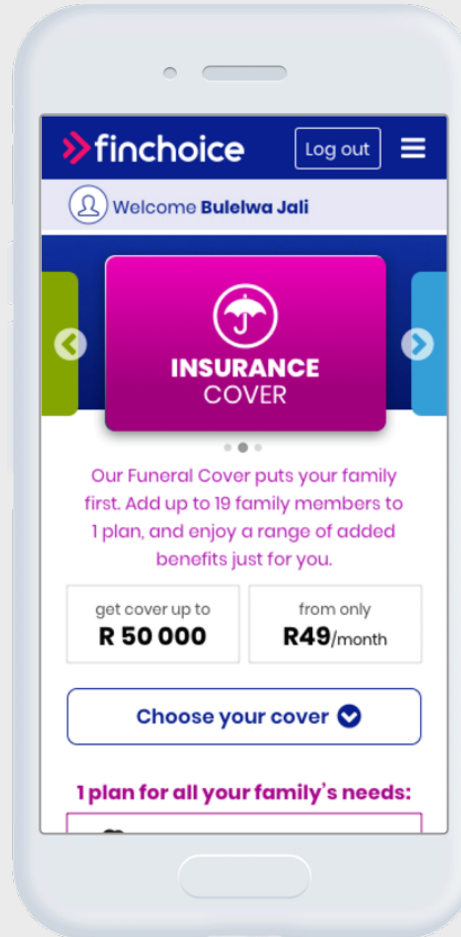 finchoice
Log out
Welcome Bulelwa Jali
INSURANCE
COVER
Our Funeral Cover puts your family
first. Add up to 19 family members to
1 plan, and enjoy a range of added
benefits just for you.
get cover up to
R 50 000
from only
R49/month
Choose your cover
1 plan for all your family's needs: